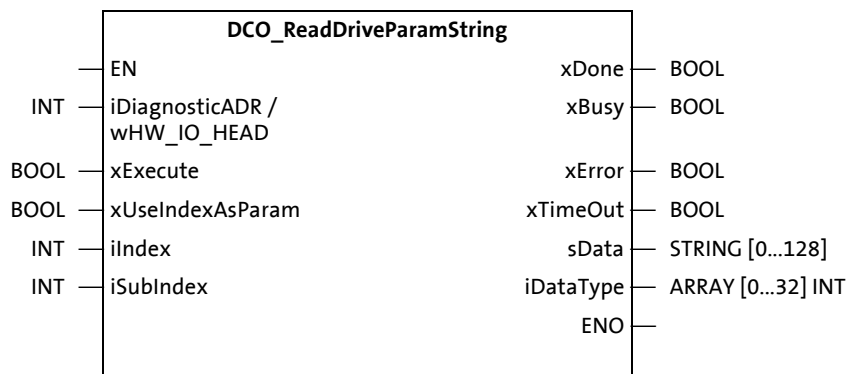 DCO_ReadDriveParamString
EN xDone BOOL
INT iDiagnosticADR / xBusy BOOL
wHW_IO_HEAD
BOOL xExecute xError BOOL
BOOL xUseIndexAsParam xTimeOut BOOL
INT iIndex sData STRING [0...128]
INT iSubIndex iDataType ARRAY [0...32] INT
ENO